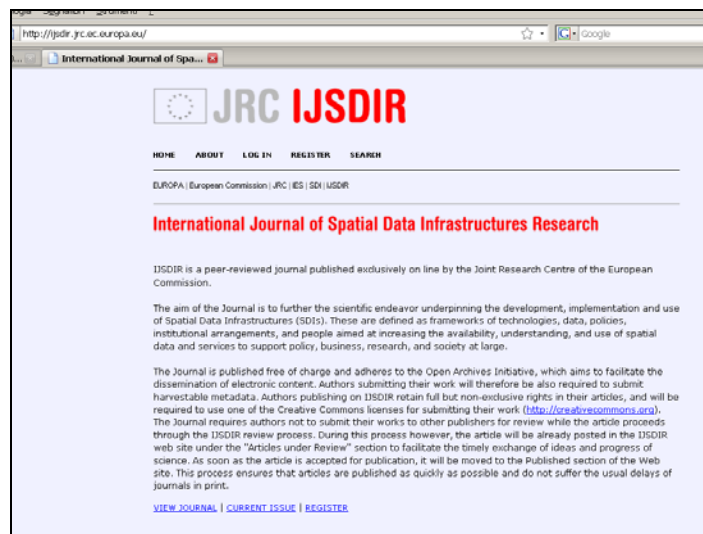 http://ijsdir.jrc.ec.europa.eu/
Google
International Journal of Spa...
JRC IJSDIR
HOME ABOUT LOG IN REGISTER SEARCH
EUROPA | European Commission | JRC | IES | SDI | IJSDIR
International Journal of Spatial Data Infrastructures Research
IJSDIR is a peer-reviewed journal published exclusively on line by the Joint Research Centre of the European
Commission.
The aim of the Journal is to further the scientific endeavor underpinning the development, implementation and use
of Spatial Data Infrastructures (SDIs). These are defined as frameworks of technologies, data, policies,
institutional arrangements, and people aimed at increasing the availability, understanding, and use of spatial
data and services to support policy, business, research, and society at large.
The Journal is published free of charge and adheres to the Open Archives Initiative, which aims to facilitate the
dissemination of electronic content. Authors submitting their work will therefore be also required to submit
harvestable metadata. Authors publishing on IJSDIR retain full but non-exclusive rights in their articles, and will be
required to use one of the Creative Commons licenses for submitting their work (http://creativecommons.org).
The Journal requires authors not to submit their works to other publishers for review while the article proceeds
through the IJSDIR review process. During this process however, the article will be already posted in the IJSDIR
web site under the "Articles under Review" section to facilitate the timely exchange of ideas and progress of
science. As soon as the article is accepted for publication, it will be moved to the Published section of the Web
site. This process ensures that articles are published as quickly as possible and do not suffer the usual delays of
journals in print.
VIEW JOURNAL | CURRENT ISSUE | REGISTER